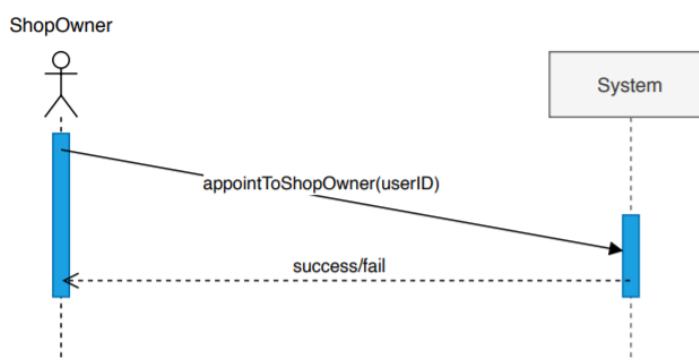 ShopOwner
System
appointToShopOwner(userID)
success/fail